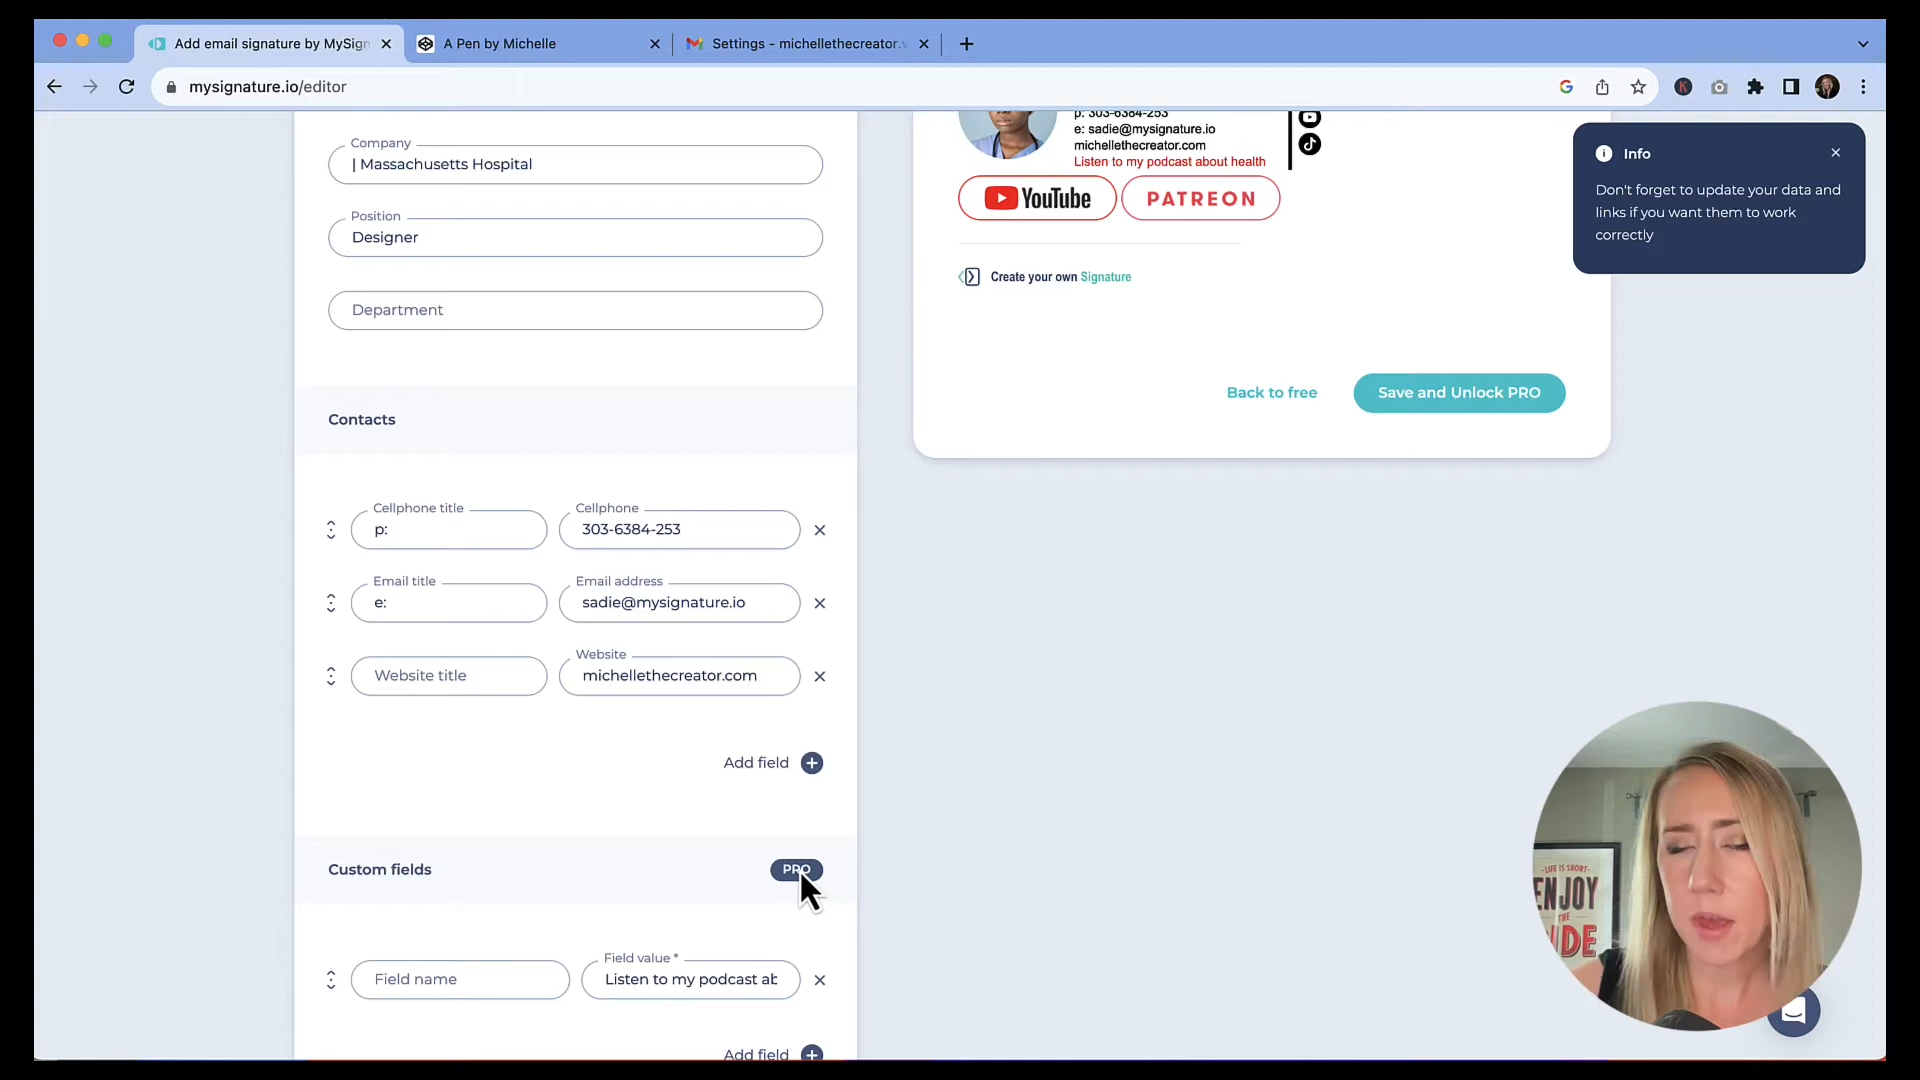 Add email signature by MySign
A Pen by Michelle
Settings - michellethecreator.v
mysignature.io/editor
Company
| Massachusetts Hospital
Position
Designer
Department
Contacts
Cellphone title
p:
Cellphone
303-6384-253
Email title
e:
Email address
sadie@mysignature.io
Website title
Website
michellethecreator.com
Add field
Custom fields
PRO
Field name
Field value *
Listen to my podcast ab
Add field
p: 303-6384-253
e: sadie@mysignature.io
michellethecreator.com
Listen to my podcast about health
YouTube
PATREON
Create your own Signature
Back to free
Save and Unlock PRO
Info
Don't forget to update your data and
links if you want them to work
correctly
-LIFE IS SHORT-
ENJOY
THE